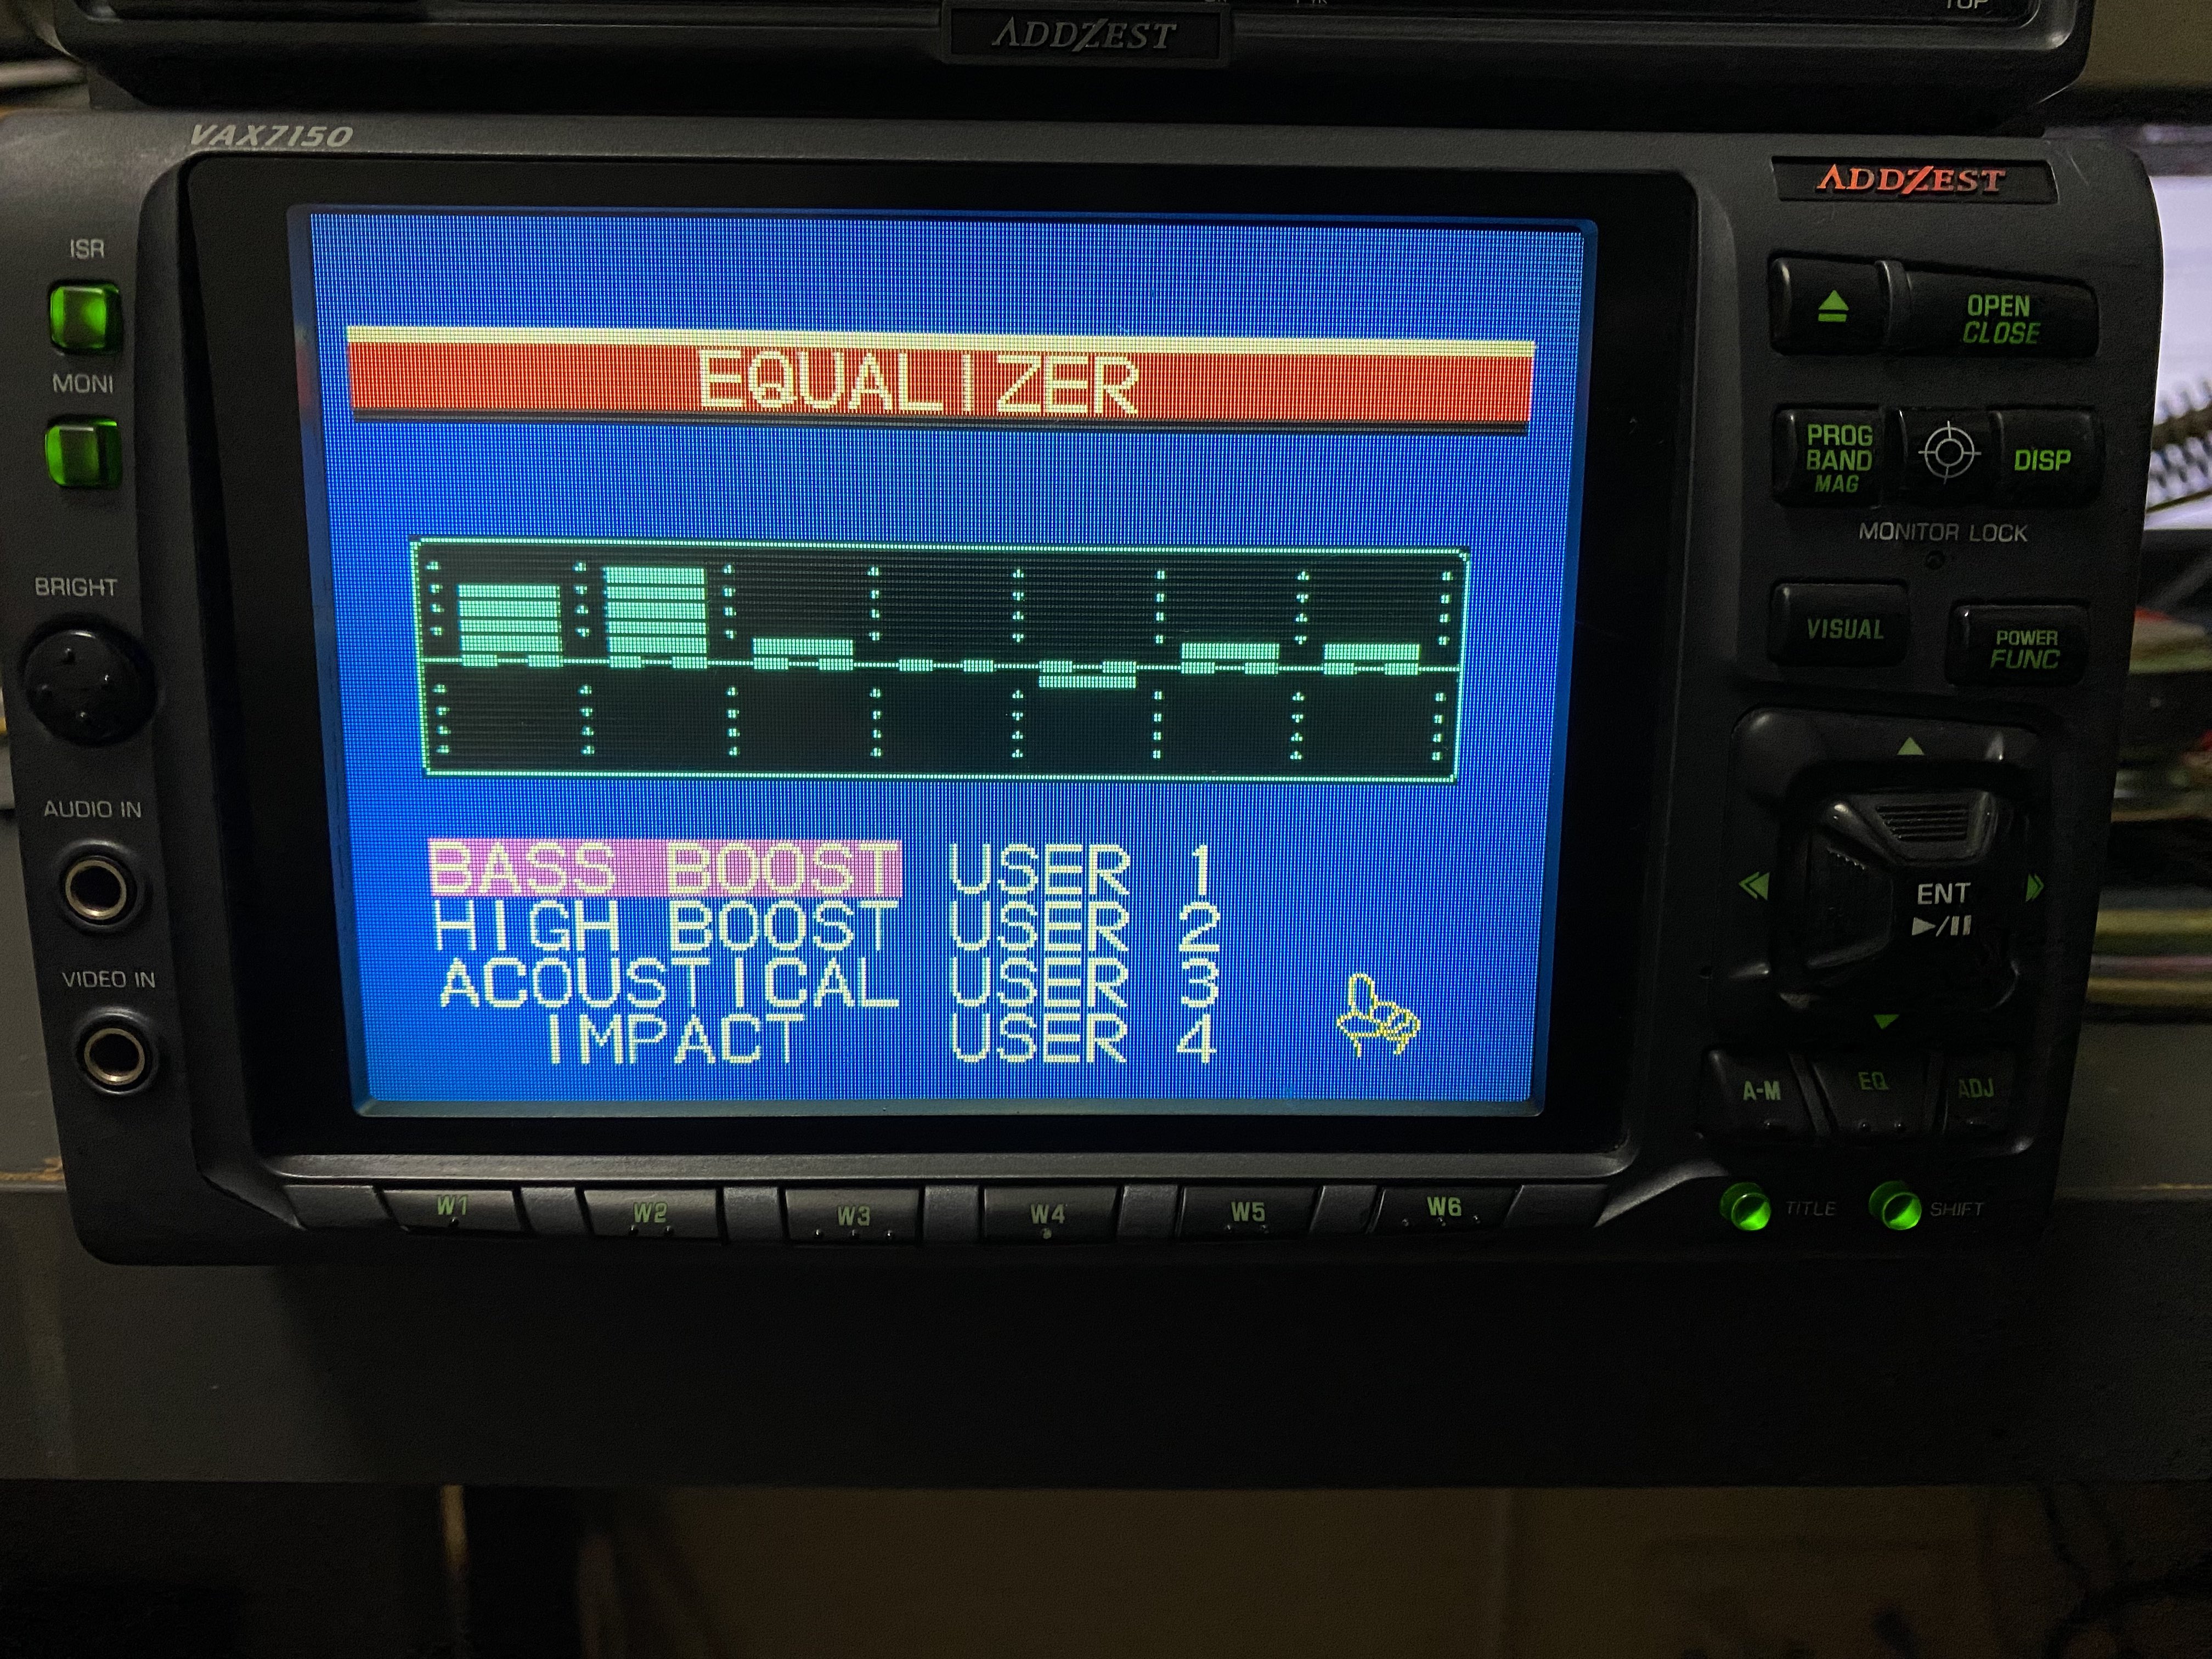 TOP
ADDZEST
VAX7150
ADDZEST
ISR
MONI
BRIGHT
AUDIO IN
VIDEO IN
EQUALIZER
BASS BOOST USER 1
HIGH BOOST USER 2
ACOUSTICAL USER 3
IMPACT USER 4
OPEN
CLOSE
PROG
BAND
MAG
DISP
MONITOR LOCK
VISUAL
POWER
FUNC
ENT
A-M EQ ADJ
W1 W2 W3 W4 W5 W6
TITLE SHIFT